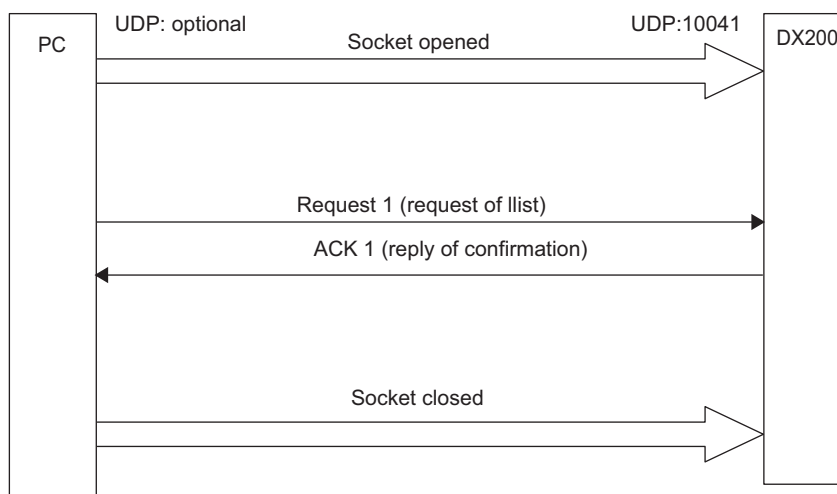 UDP: optional
UDP:10041
PC
Socket opened
DX200
Request 1 (request of llist)
ACK 1 (reply of confirmation)
Socket closed